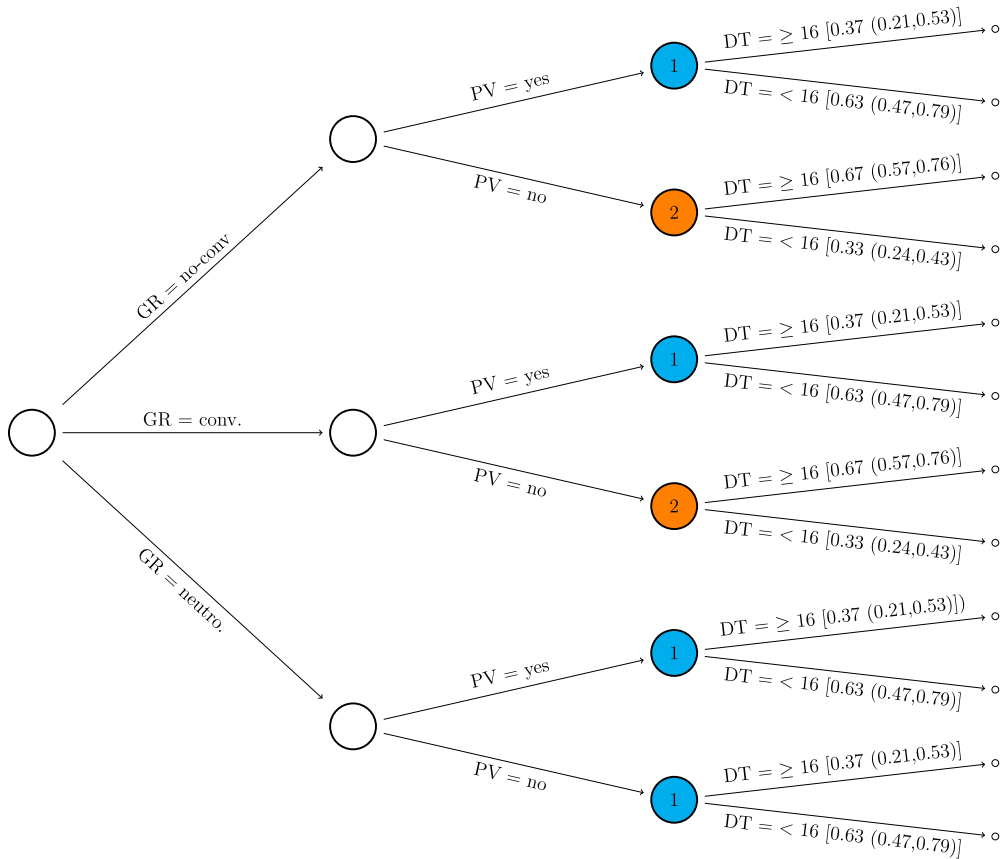 DT = ≥ 16 [0.37 (0.21,0.53)]
PV = yes
1
DT = < 16 [0.63 (0.47,0.79)]
DT = ≥ 16 [0.67 (0.57,0.76)]
PV = no
2
DT = < 16 [0.33 (0.24,0.43)]
GR = no-conv
DT = ≥ 16 [0.37 (0.21,0.53)]
PV = yes
1
DT = < 16 [0.63 (0.47,0.79)]
GR = conv.
DT = ≥ 16 [0.67 (0.57,0.76)]
PV = no
2
DT = < 16 [0.33 (0.24,0.43)]
GR = neutro.
DT = ≥ 16 [0.37 (0.21,0.53)])
PV = yes
1
DT = < 16 [0.63 (0.47,0.79)]
DT = ≥ 16 [0.37 (0.21,0.53)]
PV = no
1
DT = < 16 [0.63 (0.47,0.79)]